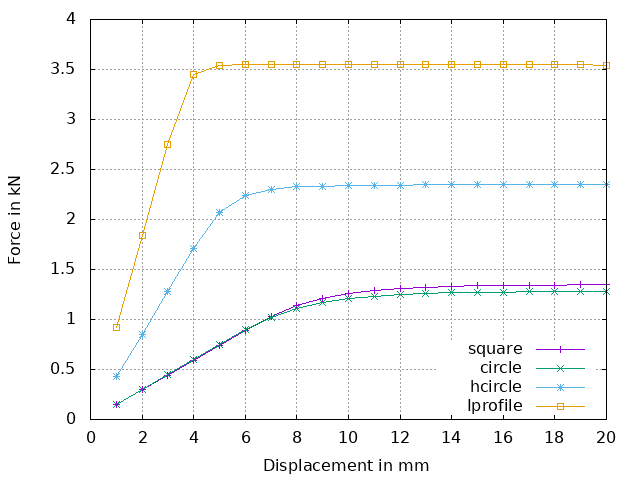 4
3.5
3
2.5
2
1.5
1
0.5
0
Force in kN
square
circle
hcircle
lprofile
0 2 4 6 8 10 12 14 16 18 20
Displacement in mm